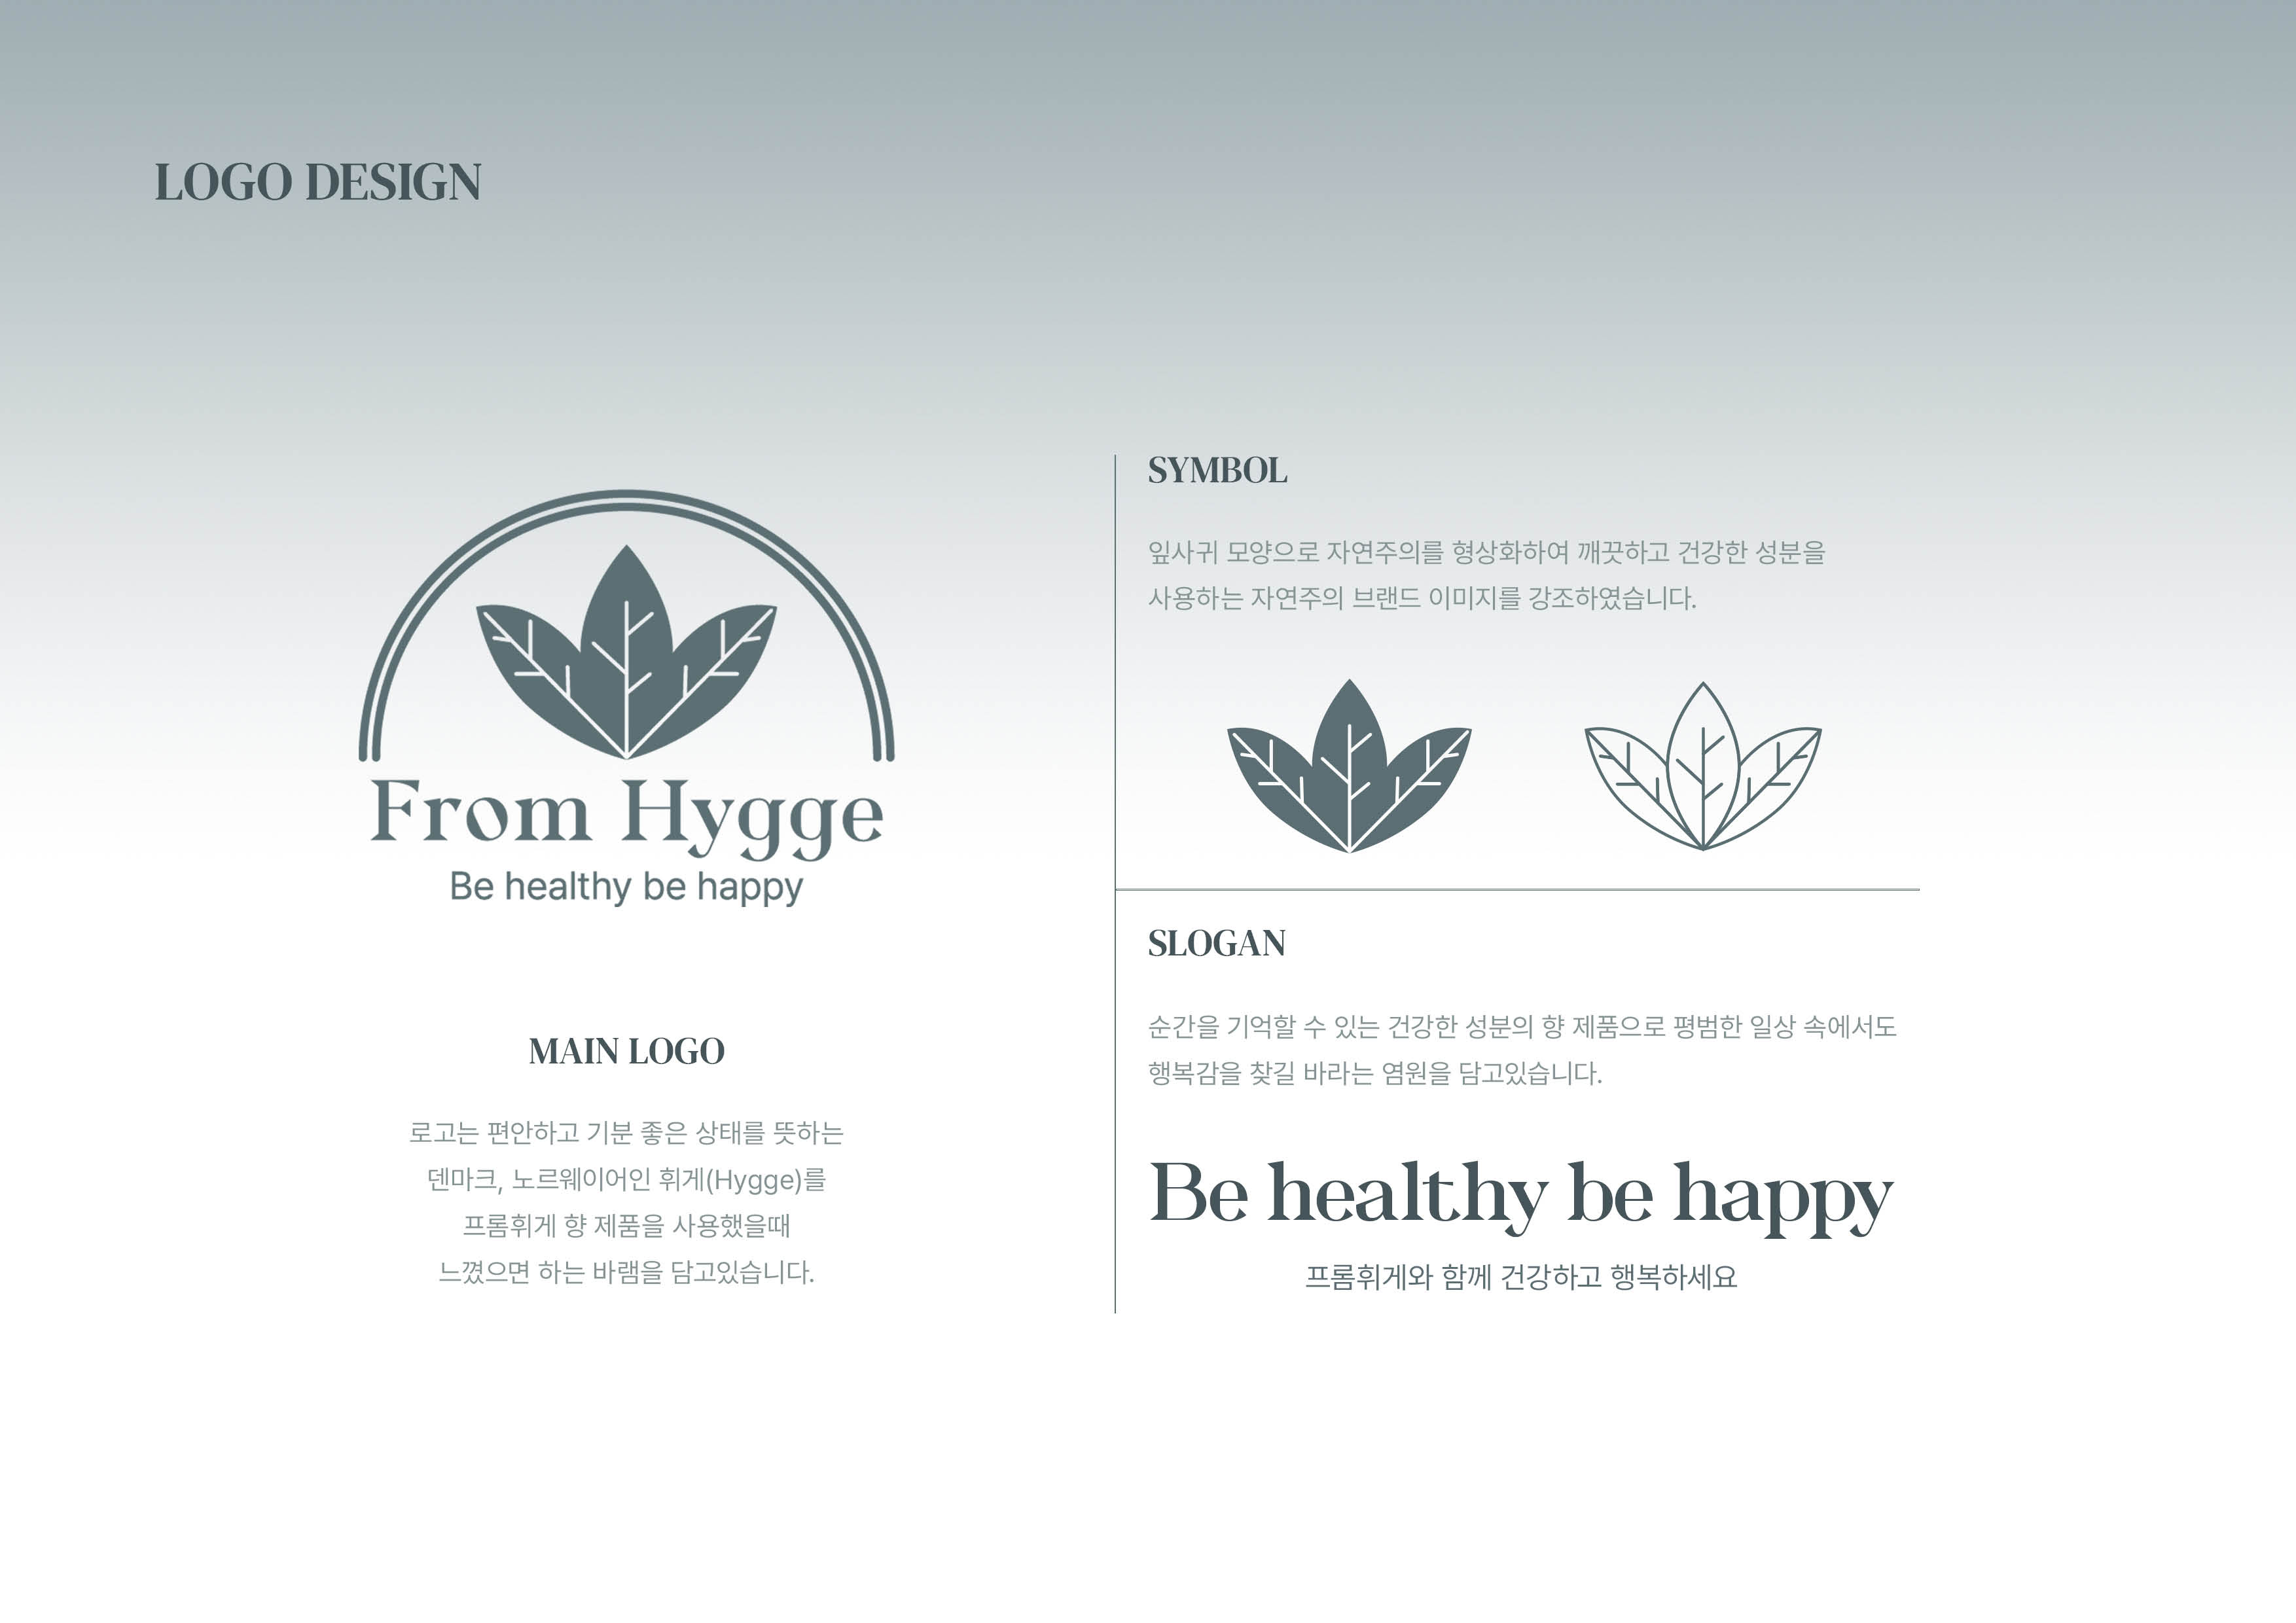 LOGO DESIGN
From Hygge
Be healthy be happy
MAIN LOGO
로고는 편안하고 기분 좋은 상태를 뜻하는
덴마크, 노르웨이어인 휘게(Hygge)를
프롬휘게 향 제품을 사용했을때
느꼈으면 하는 바램을 담고있습니다.
SYMBOL
잎사귀 모양으로 자연주의를 형상화하여 깨끗하고 건강한 성분을
사용하는 자연주의 브랜드 이미지를 강조하였습니다.
SLOGAN
순간을 기억할 수 있는 건강한 성분의 향 제품으로 평범한 일상 속에서도
행복감을 찾길 바라는 염원을 담고있습니다.
Be healthy be happy
프롬휘게와 함께 건강하고 행복하세요